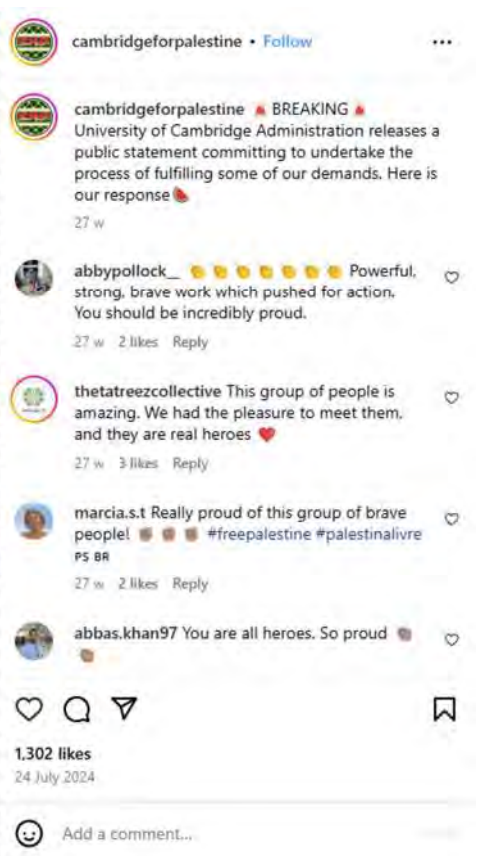 cambridgeforpalestine • Follow
cambridgeforpalestine 🔺 BREAKING 🔺
University of Cambridge Administration releases a
public statement committing to undertake the
process of fulfilling some of our demands. Here is
our response🍉
27 w
abbypollock__ 👏👏👏👏👏👏👏 Powerful,
strong, brave work which pushed for action.
You should be incredibly proud.
27 w 2 likes Reply
thetatreezcollective This group of people is
amazing. We had the pleasure to meet them,
and they are real heroes ❤️
27 w 3 likes Reply
marcia.s.t Really proud of this group of brave
people! ✊🏽✊🏽✊🏽 #freepalestine #palestinalivre
PS BR
27 w 2 likes Reply
abbas.khan97 You are all heroes. So proud ✊🏽
👏🏽
1,302 likes
24 July 2024
Add a comment...